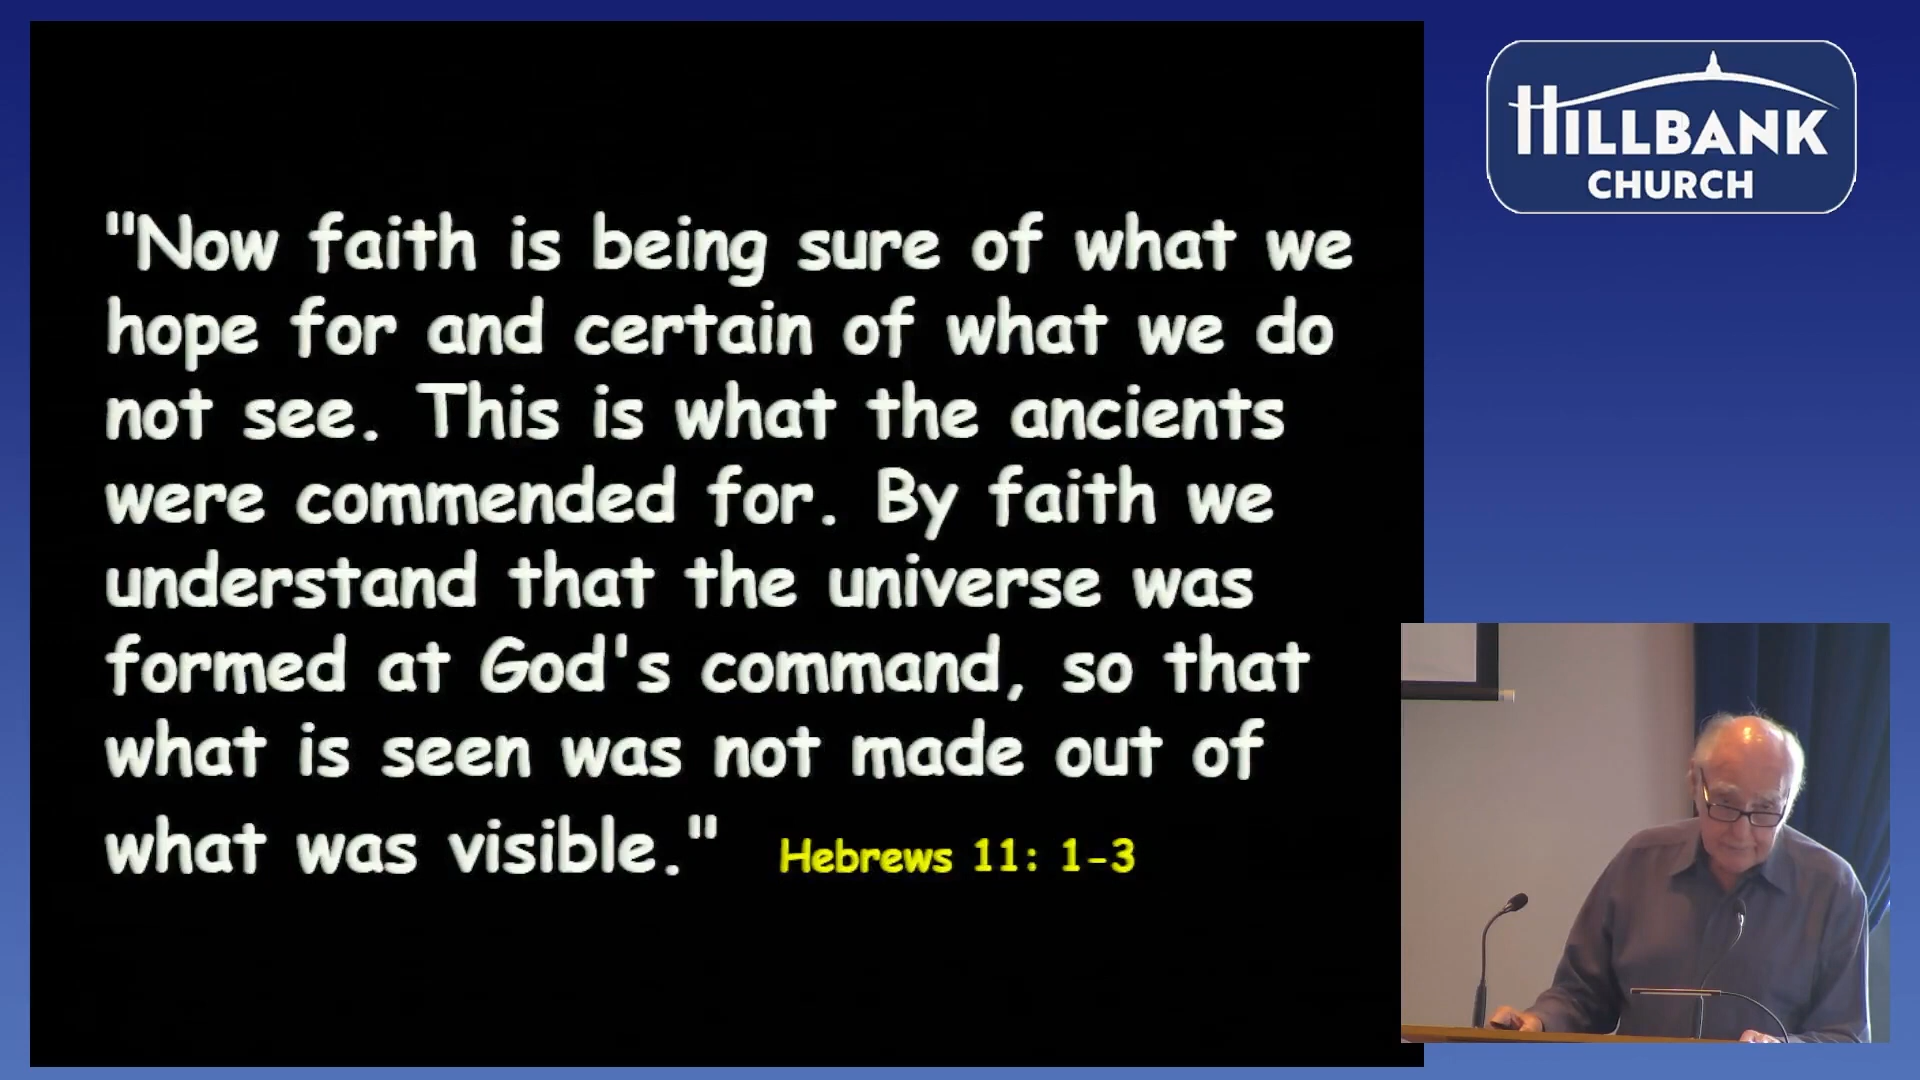 "Now faith is being sure of what we
hope for and certain of what we do
not see. This is what the ancients
were commended for. By faith we
understand that the universe was
formed at God's command, so that
what is seen was not made out of
what was visible." Hebrews 11: 1-3
HILLBANK
CHURCH